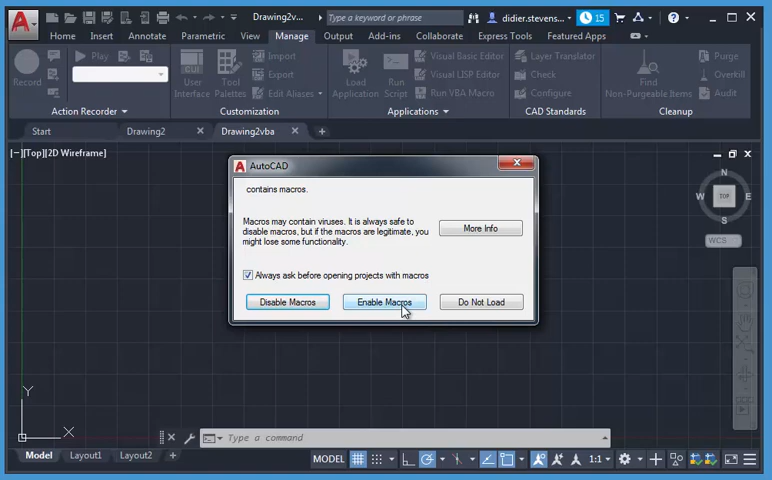 Drawing2v...
Type a keyword or phrase
didier.stevens...
15
Home Insert Annotate Parametric View Manage Output Add-ins Collaborate Express Tools Featured Apps
Record
Play
Action Recorder
CUI
User Interface
Tool Palettes
Import
Export
Edit Aliases
Customization
Load Application
Run Script
Visual Basic Editor
Visual LISP Editor
Run VBA Macro
Applications
Layer Translator
Check
Configure
CAD Standards
Find Non-Purgeable Items
Purge
Overkill
Audit
Cleanup
Start Drawing2 Drawing2vba
[−][Top][2D Wireframe]
AutoCAD
contains macros.
Macros may contain viruses. It is always safe to
disable macros, but if the macros are legitimate, you
might lose some functionality.
More Info
Always ask before opening projects with macros
Disable Macros Enable Macros Do Not Load
N
W TOP E
S
WCS
Y
X
Type a command
Model Layout1 Layout2
MODEL 1:1